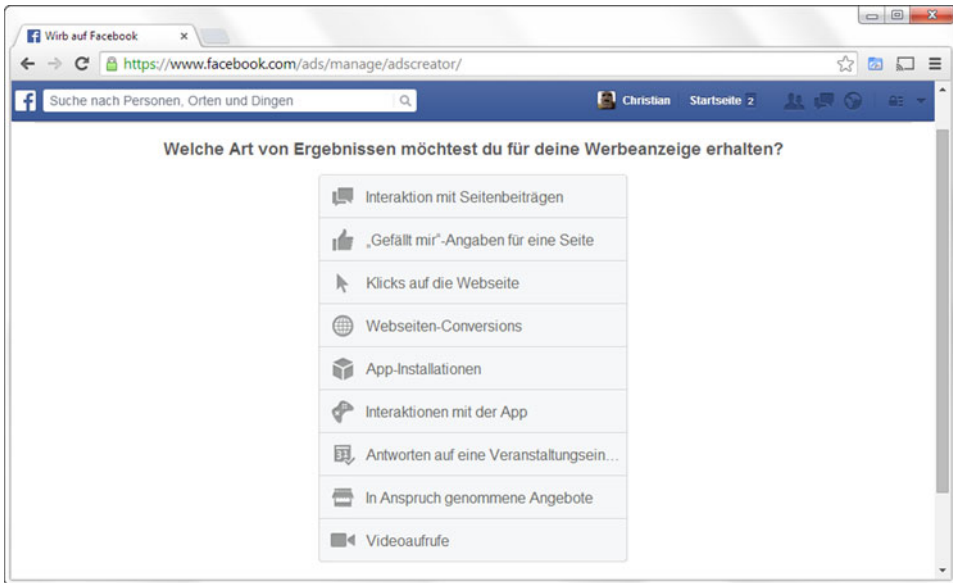 Wirb auf Facebook
https://www.facebook.com/ads/manage/adscreator/
Suche nach Personen, Orten und Dingen
Christian Startseite 2
Welche Art von Ergebnissen möchtest du für deine Werbeanzeige erhalten?
Interaktion mit Seitenbeiträgen
„Gefällt mir“-Angaben für eine Seite
Klicks auf die Webseite
Webseiten-Conversions
App-Installationen
Interaktionen mit der App
Antworten auf eine Veranstaltungsein...
In Anspruch genommene Angebote
Videoaufrufe